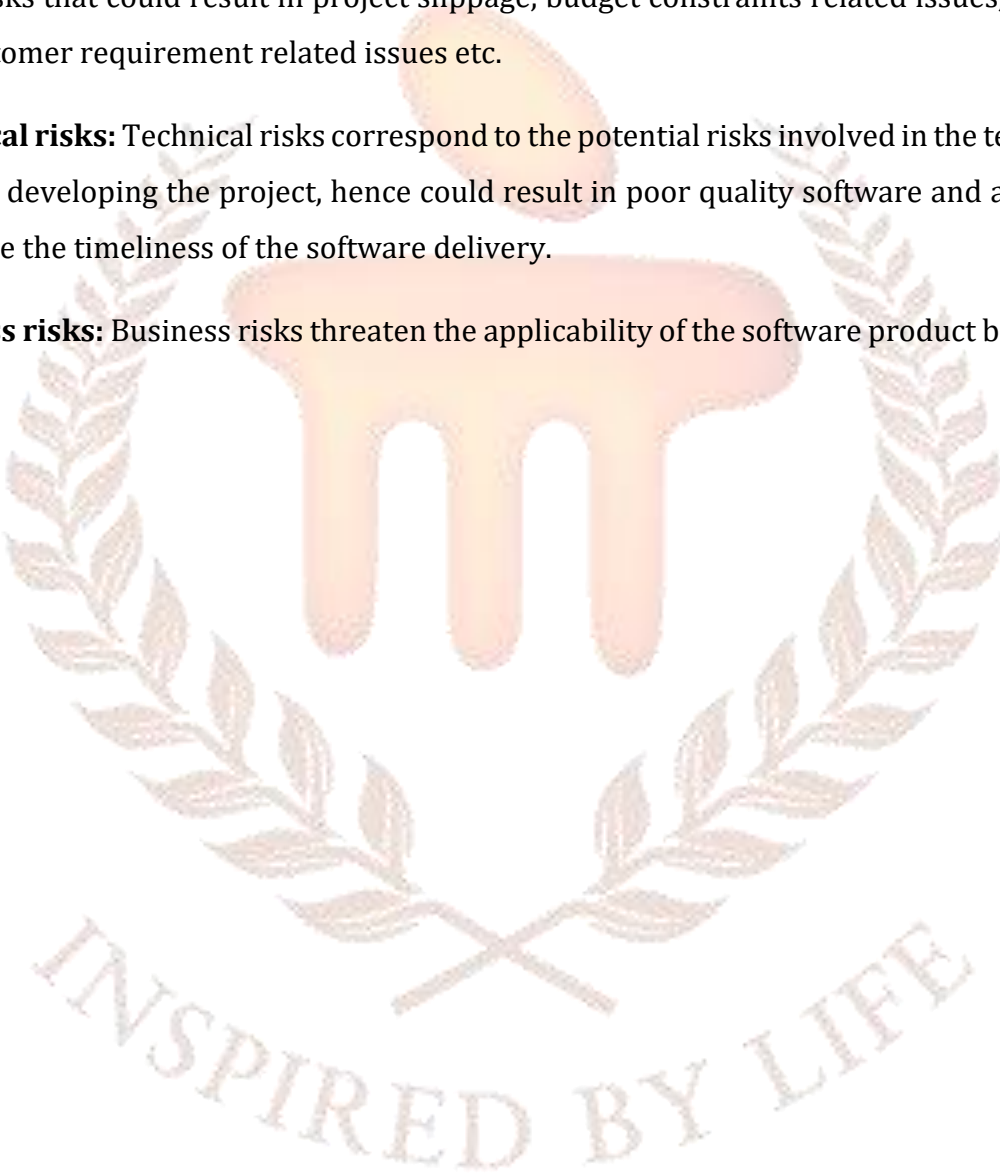 sks that could result in project slippage, budget constraints related issues,
tomer requirement related issues etc.
cal risks: Technical risks correspond to the potential risks involved in the te
developing the project, hence could result in poor quality software and a
e the timeliness of the software delivery.
ss risks: Business risks threaten the applicability of the software product b
INSPIRED BY LIFE